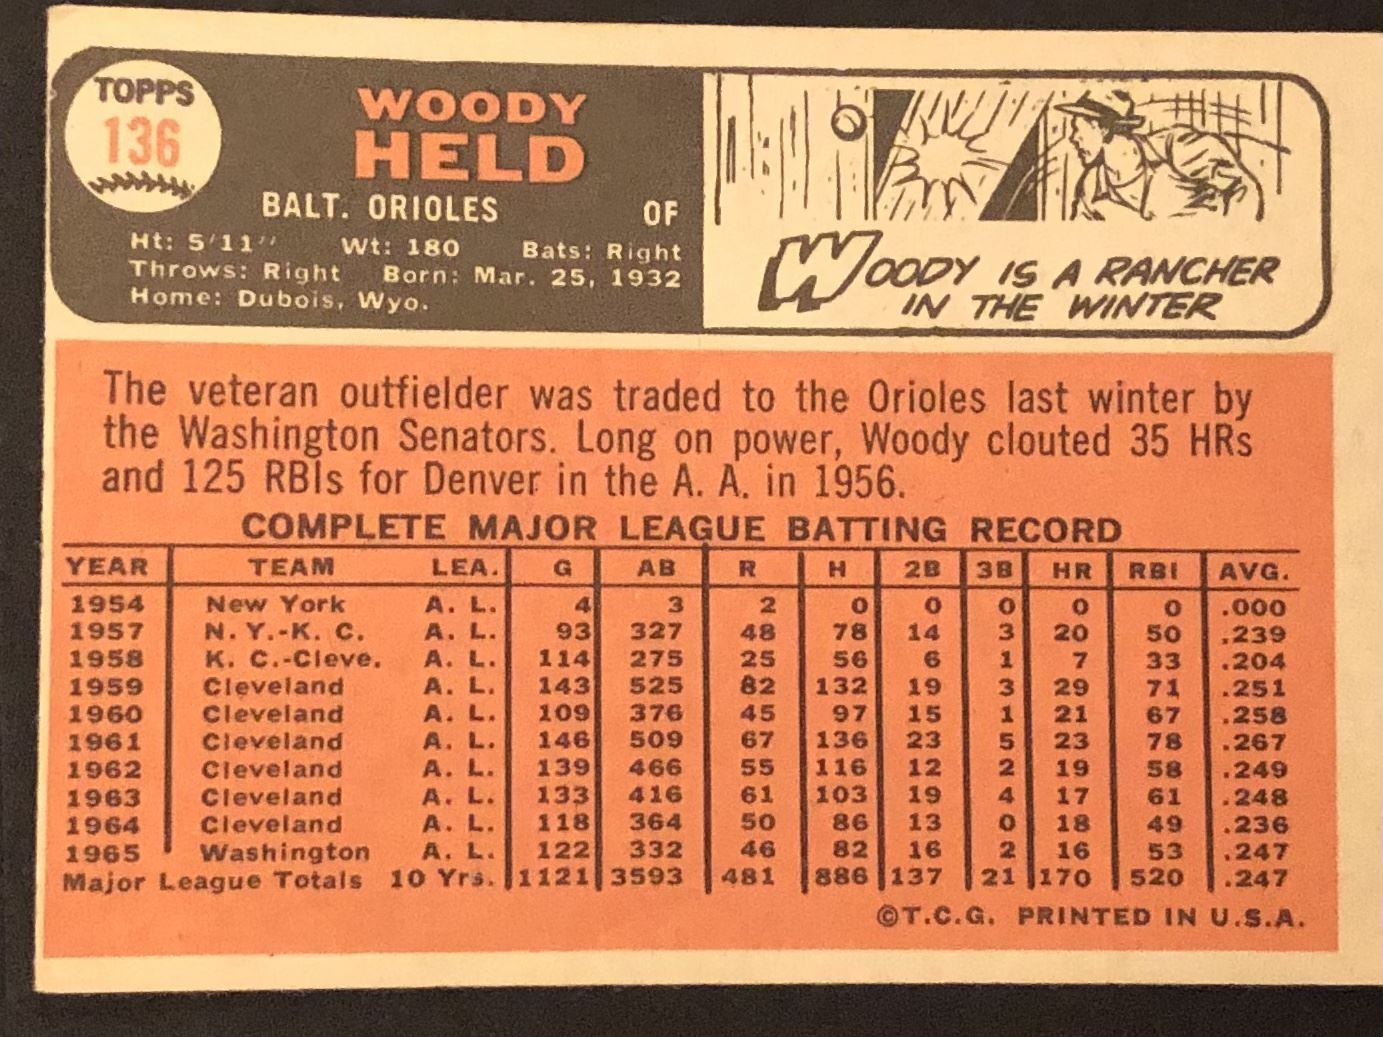 TOPPS
136
WOODY
HELD
BALT. ORIOLES OF
Ht: 5'11" Wt: 180 Bats: Right
Throws: Right Born: Mar. 25, 1932
Home: Dubois, Wyo.
WOODY IS A RANCHER
IN THE WINTER
The veteran outfielder was traded to the Orioles last winter by
the Washington Senators. Long on power, Woody clouted 35 HRs
and 125 RBIs for Denver in the A. A. in 1956.
COMPLETE MAJOR LEAGUE BATTING RECORD
YEAR TEAM LEA. G AB R H 2B 3B HR RBI AVG.
1954 New York A. L. 4 3 2 0 0 0 0 0 .000
1957 N. Y.-K. C. A. L. 93 327 48 78 14 3 20 50 .239
1958 K. C.-Cleve. A. L. 114 275 25 56 6 1 7 33 .204
1959 Cleveland A. L. 143 525 82 132 19 3 29 71 .251
1960 Cleveland A. L. 109 376 45 97 15 1 21 67 .258
1961 Cleveland A. L. 146 509 67 136 23 5 23 78 .267
1962 Cleveland A. L. 139 466 55 116 12 2 19 58 .249
1963 Cleveland A. L. 133 416 61 103 19 4 17 61 .248
1964 Cleveland A. L. 118 364 50 86 13 0 18 49 .236
1965 Washington A. L. 122 332 46 82 16 2 16 53 .247
Major League Totals 10 Yrs. 1121 3593 481 886 137 21 170 520 .247
©T.C.G. PRINTED IN U.S.A.